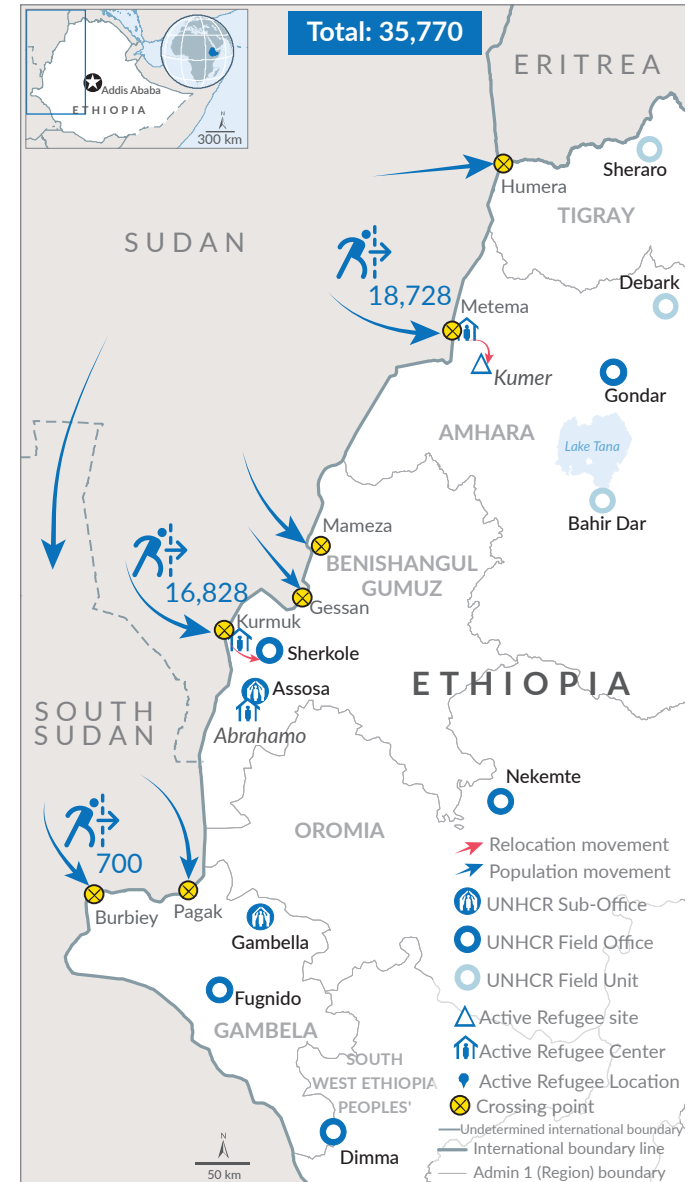 Total: 35,770
Addis Ababa
ETHIOPIA
N
300 km
ERITREA
Sheraro
Humera
TIGRAY
SUDAN
Debark
18,728
Metema
Kumer
Gondar
AMHARA
Lake Tana
Bahir Dar
Mameza
BENISHANGUL
GUMUZ
16,828
Gessan
Kurmuk
Sherkole
ETHIOPIA
Assosa
SOUTH
SUDAN
Abrahamo
Nekemte
OROMIA
700
Burbiey
Pagak
Gambella
Fugnido
GAMBELA
SOUTH
WEST ETHIOPIA
PEOPLES'
Dimma
N
50 km
Relocation movement
Population movement
UNHCR Sub-Office
UNHCR Field Office
UNHCR Field Unit
Active Refugee site
Active Refugee Center
Active Refugee Location
Crossing point
Undetermined international boundary
International boundary line
Admin 1 (Region) boundary